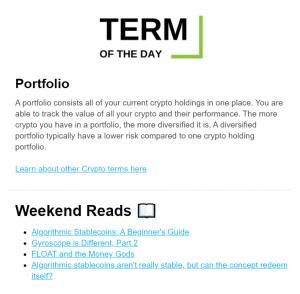 TERM
OF THE DAY
Portfolio
A portfolio consists all of your current crypto holdings in one place. You are
able to track the value of all your crypto and their performance. The more
crypto you have in a portfolio, the more diversified it is. A diversified
portfolio typically have a lower risk compared to one crypto holding
portfolio.
Learn about other Crypto terms here
Weekend Reads
Algorithmic Stablecoins: A Beginner's Guide
Gyroscope is Different, Part 2
FLOAT and the Money Gods
Algorithmic stablecoins aren't really stable, but can the concept redeem
itself?